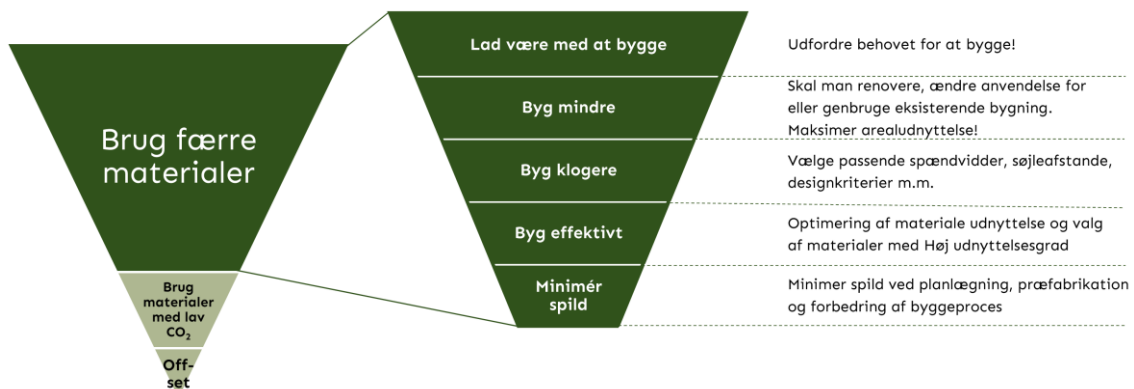 Brug færre
materialer
Brug
materialer
med lav
CO₂
Off-
set
Lad være med at bygge
Udfordre behovet for at bygge!
Byg mindre
Skal man renovere, ændre anvendelse for
eller genbruge eksisterende bygning.
Maksimer arealudnyttelse!
Byg klogere
Vælge passende spændvidder, søjleafstande,
designkriterier m.m.
Byg effektivt
Optimering af materiale udnyttelse og valg
af materialer med Høj udnyttelsesgrad
Minimér
spild
Minimer spild ved planlægning, præfabrikation
og forbedring af byggeproces